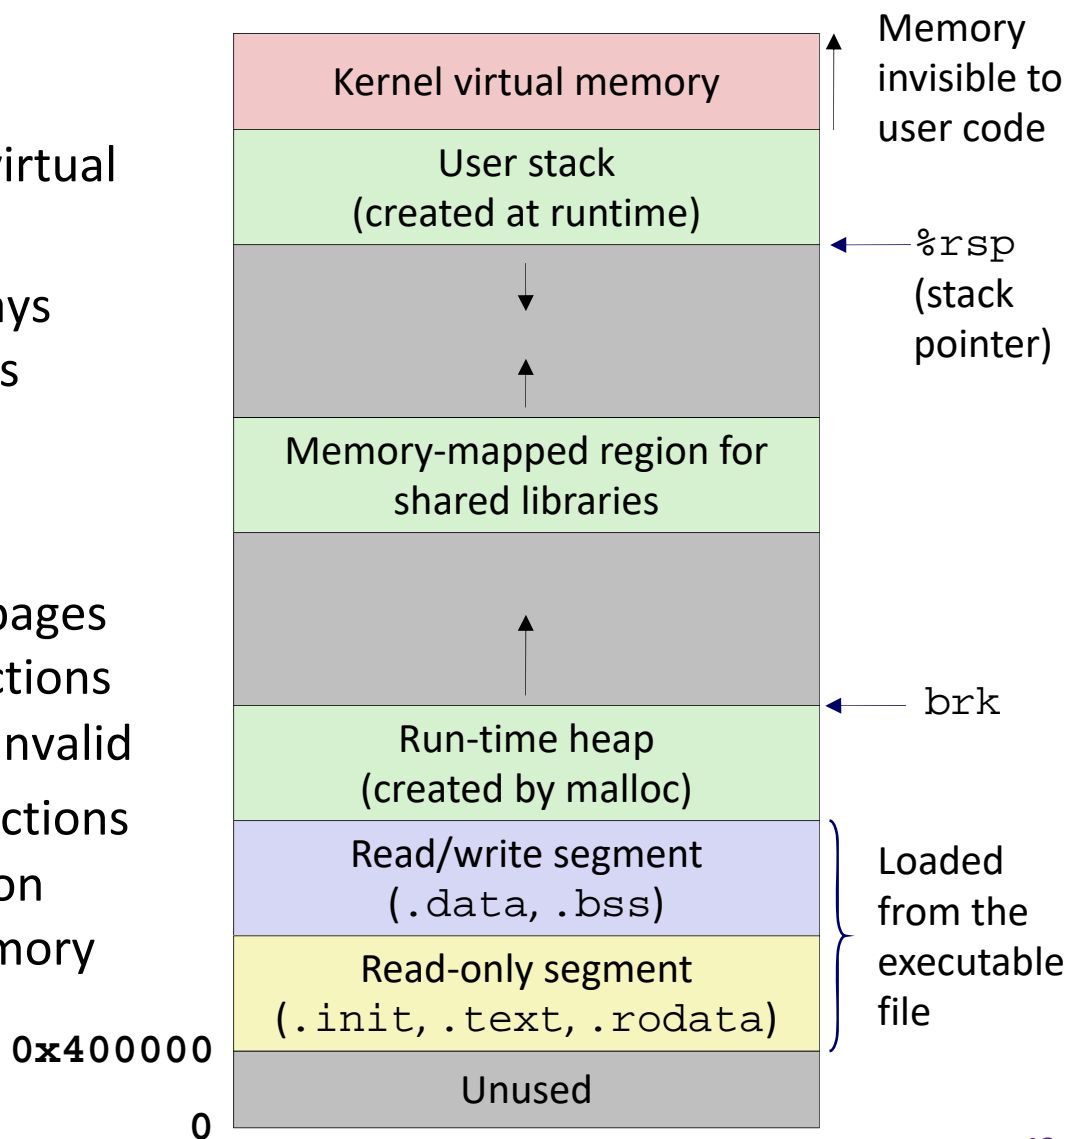 virtual
ays
s
pages
ctions
invalid
ctions
on
mory
Kernel virtual memory
Memory
invisible to
user code
User stack
(created at runtime)
%rsp
(stack
pointer)
Memory-mapped region for
shared libraries
brk
Run-time heap
(created by malloc)
Read/write segment
(.data, .bss)
Loaded
from the
executable
file
Read-only segment
(.init, .text, .rodata)
0x400000
Unused
0